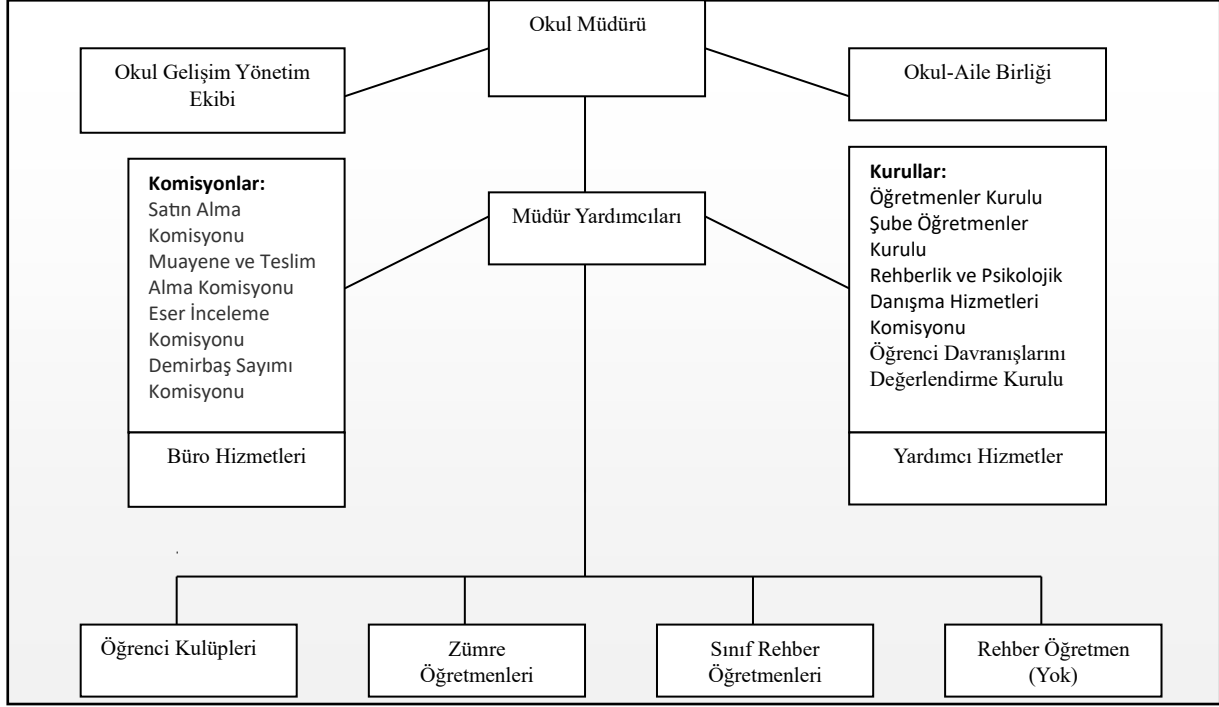 Okul Müdürü
Okul Gelişim Yönetim
Ekibi
Okul-Aile Birliği
Komisyonlar:
Satın Alma
Komisyonu
Muayene ve Teslim
Alma Komisyonu
Eser İnceleme
Komisyonu
Demirbaş Sayımı
Komisyonu
Müdür Yardımcıları
Kurullar:
Öğretmenler Kurulu
Şube Öğretmenler
Kurulu
Rehberlik ve Psikolojik
Danışma Hizmetleri
Komisyonu
Öğrenci Davranışlarını
Değerlendirme Kurulu
Büro Hizmetleri
Yardımcı Hizmetler
Öğrenci Kulüpleri
Zümre
Öğretmenleri
Sınıf Rehber
Öğretmenleri
Rehber Öğretmen
(Yok)